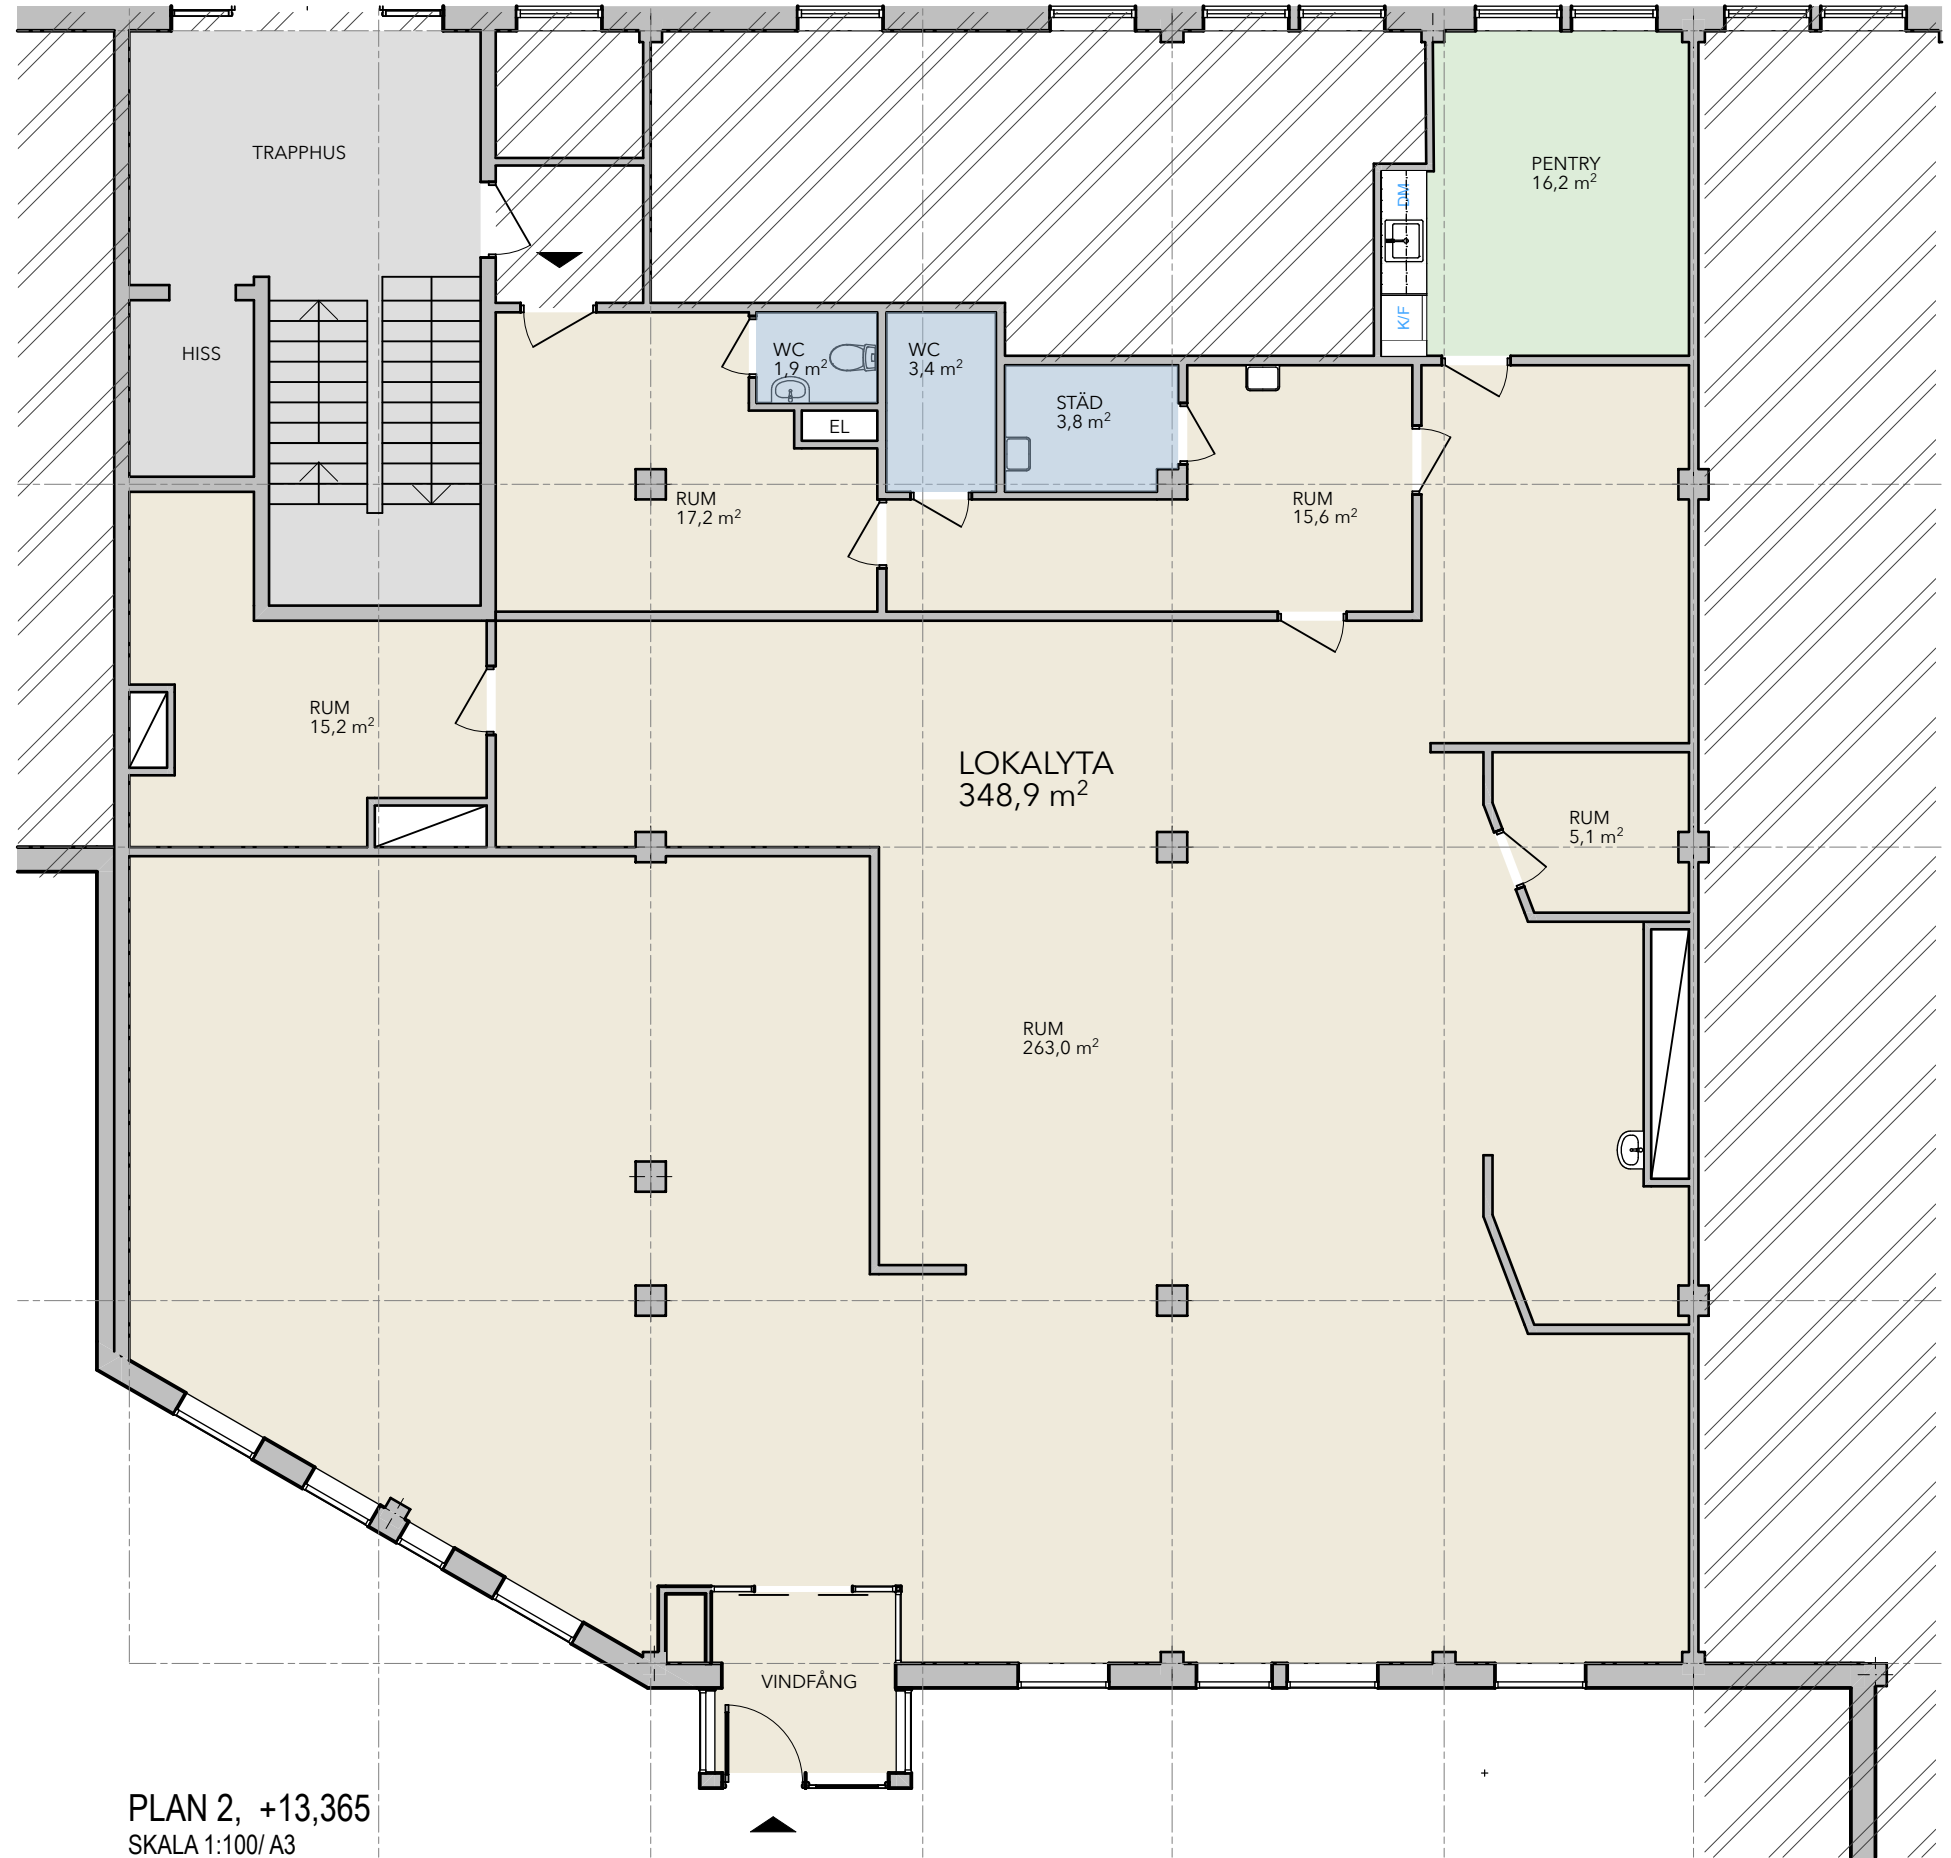 TRAPPHUS
PENTRY
16,2 m²
DM
K/F
HISS
WC
1,9 m²
WC
3,4 m²
STÄD
3,8 m²
EL
RUM
17,2 m²
RUM
15,6 m²
RUM
15,2 m²
LOKALYTA
348,9 m²
RUM
5,1 m²
RUM
263,0 m²
VINDFÅNG
PLAN 2, +13,365
SKALA 1:100/ A3